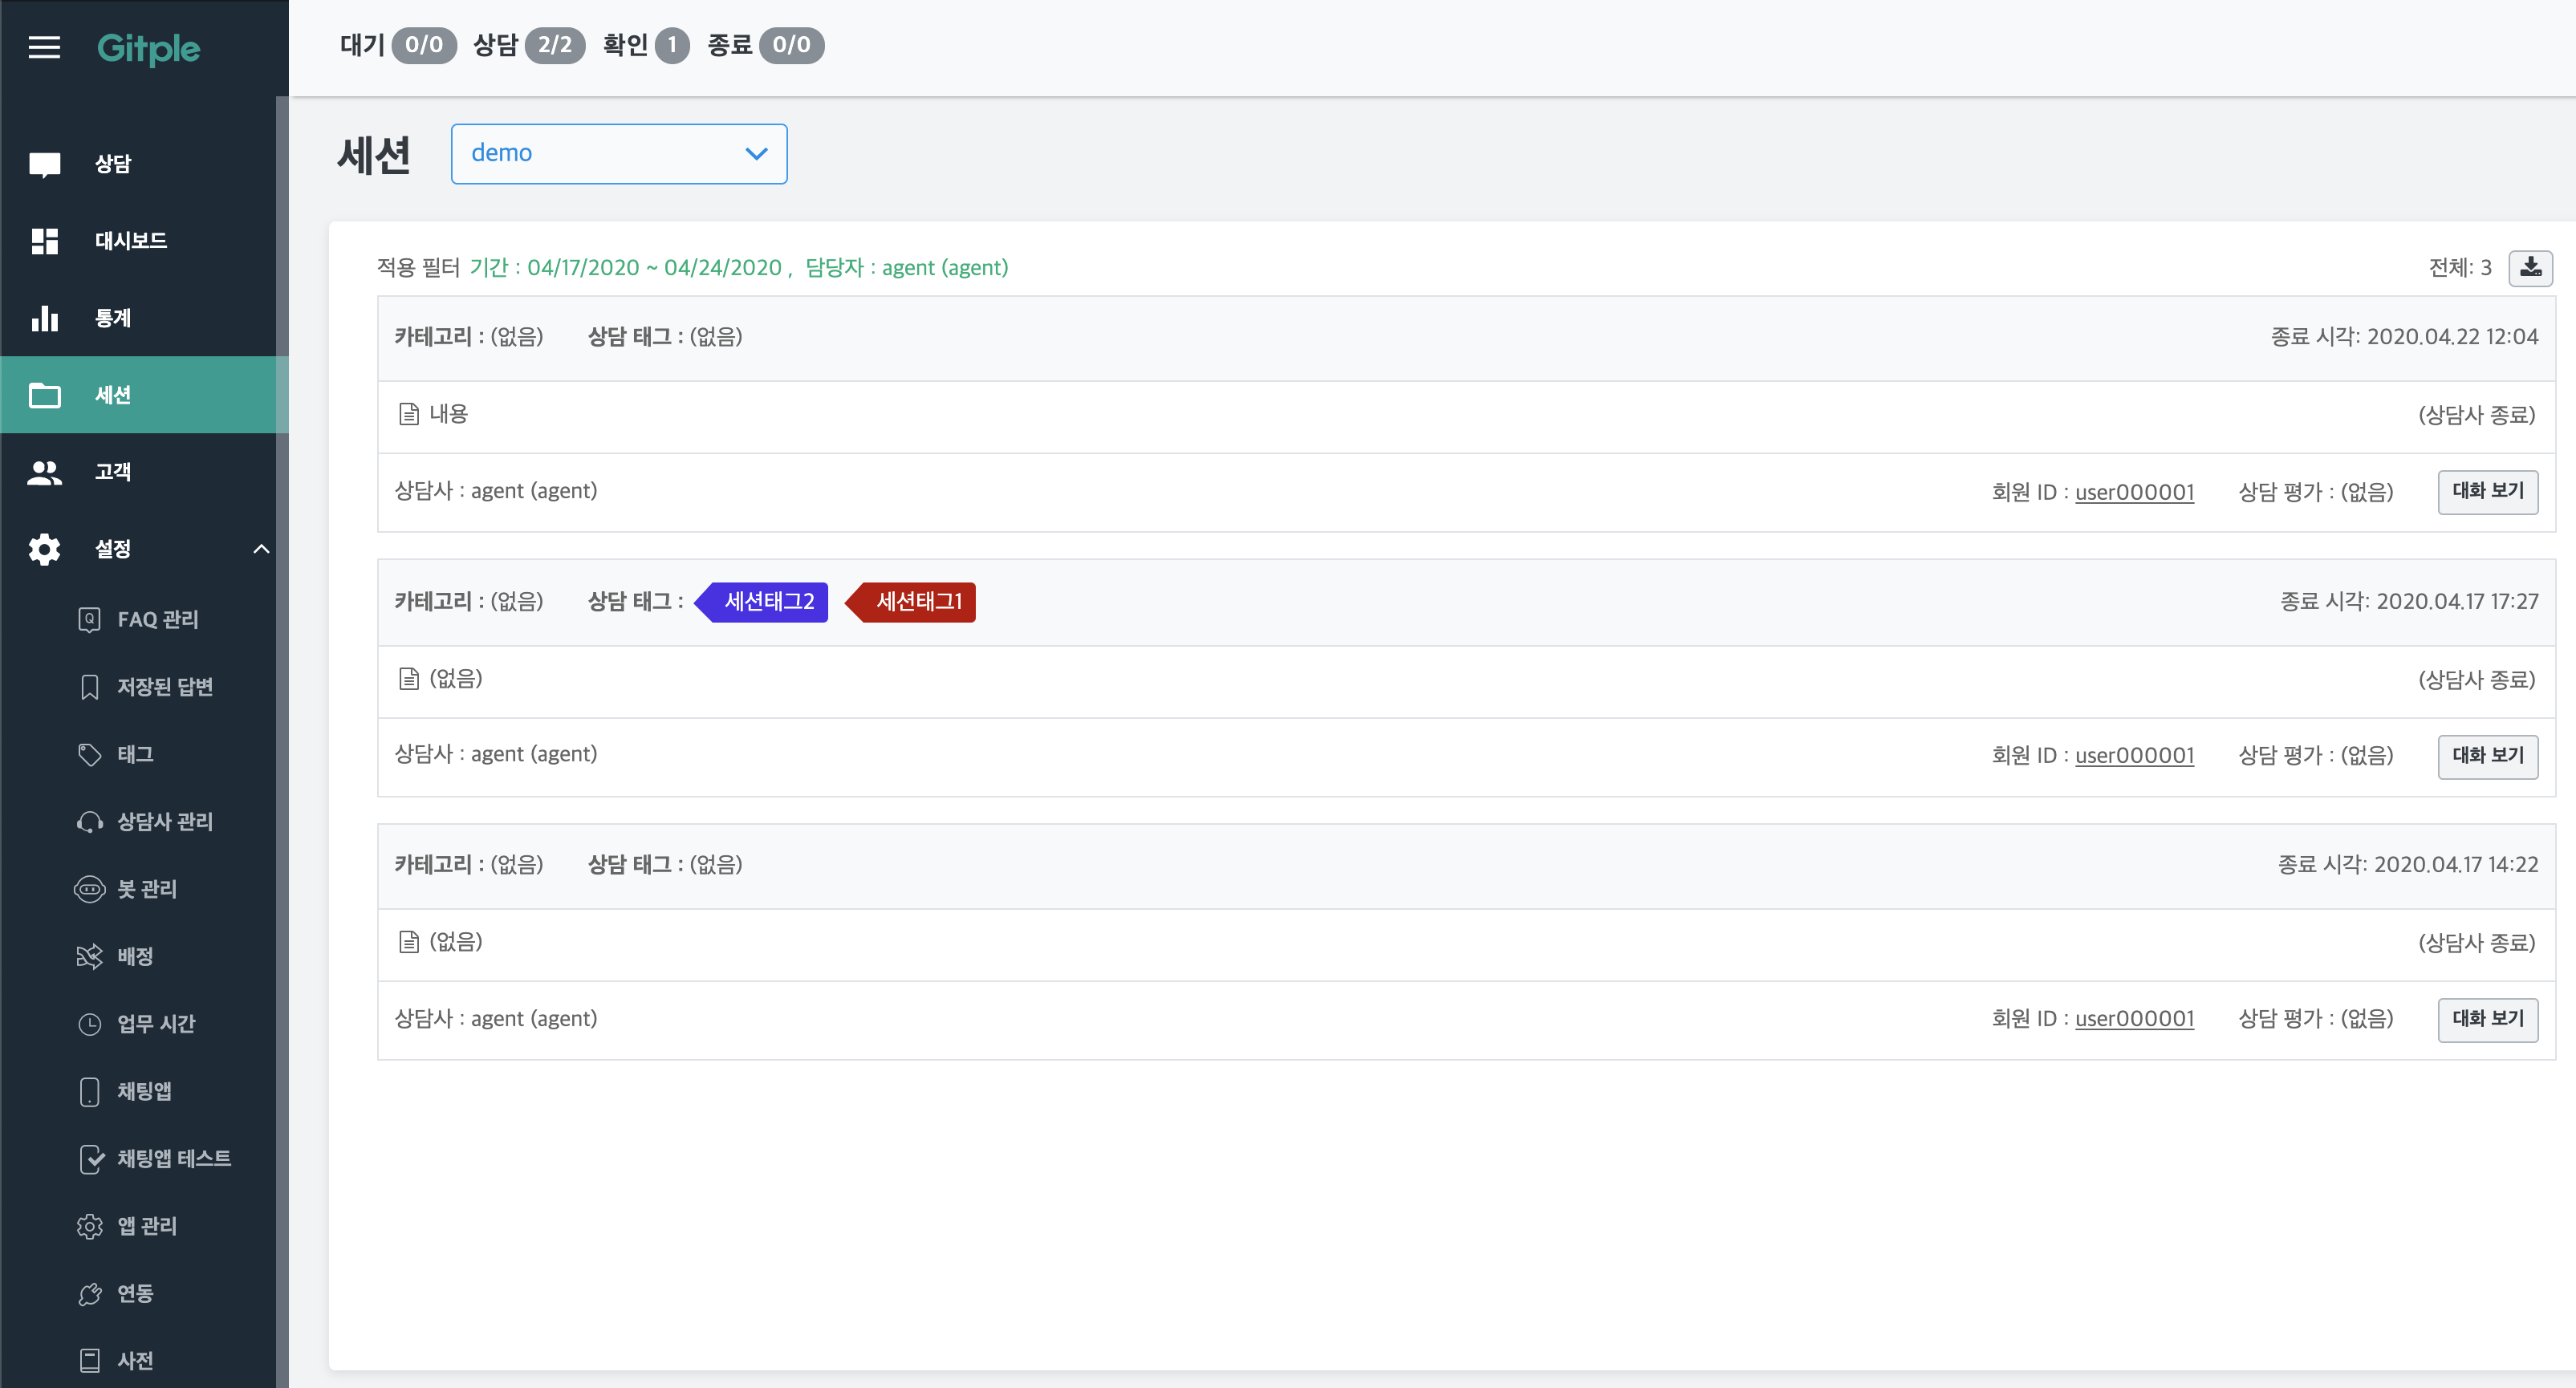 Gitple
대기 0/0 상담 2/2 확인 1 종료 0/0
상담
대시보드
통계
세션
고객
설정
FAQ 관리
저장된 답변
태그
상담사 관리
봇 관리
배정
업무 시간
채팅앱
채팅앱 테스트
앱 관리
연동
사전
세션 demo
적용 필터 기간 : 04/17/2020 ~ 04/24/2020 , 담당자 : agent (agent) 전체: 3
카테고리 : (없음) 상담 태그 : (없음) 종료 시각: 2020.04.22 12:04
내용 (상담사 종료)
상담사 : agent (agent) 회원 ID : user000001 상담 평가 : (없음) 대화 보기
카테고리 : (없음) 상담 태그 : 세션태그2 세션태그1 종료 시각: 2020.04.17 17:27
(없음) (상담사 종료)
상담사 : agent (agent) 회원 ID : user000001 상담 평가 : (없음) 대화 보기
카테고리 : (없음) 상담 태그 : (없음) 종료 시각: 2020.04.17 14:22
(없음) (상담사 종료)
상담사 : agent (agent) 회원 ID : user000001 상담 평가 : (없음) 대화 보기